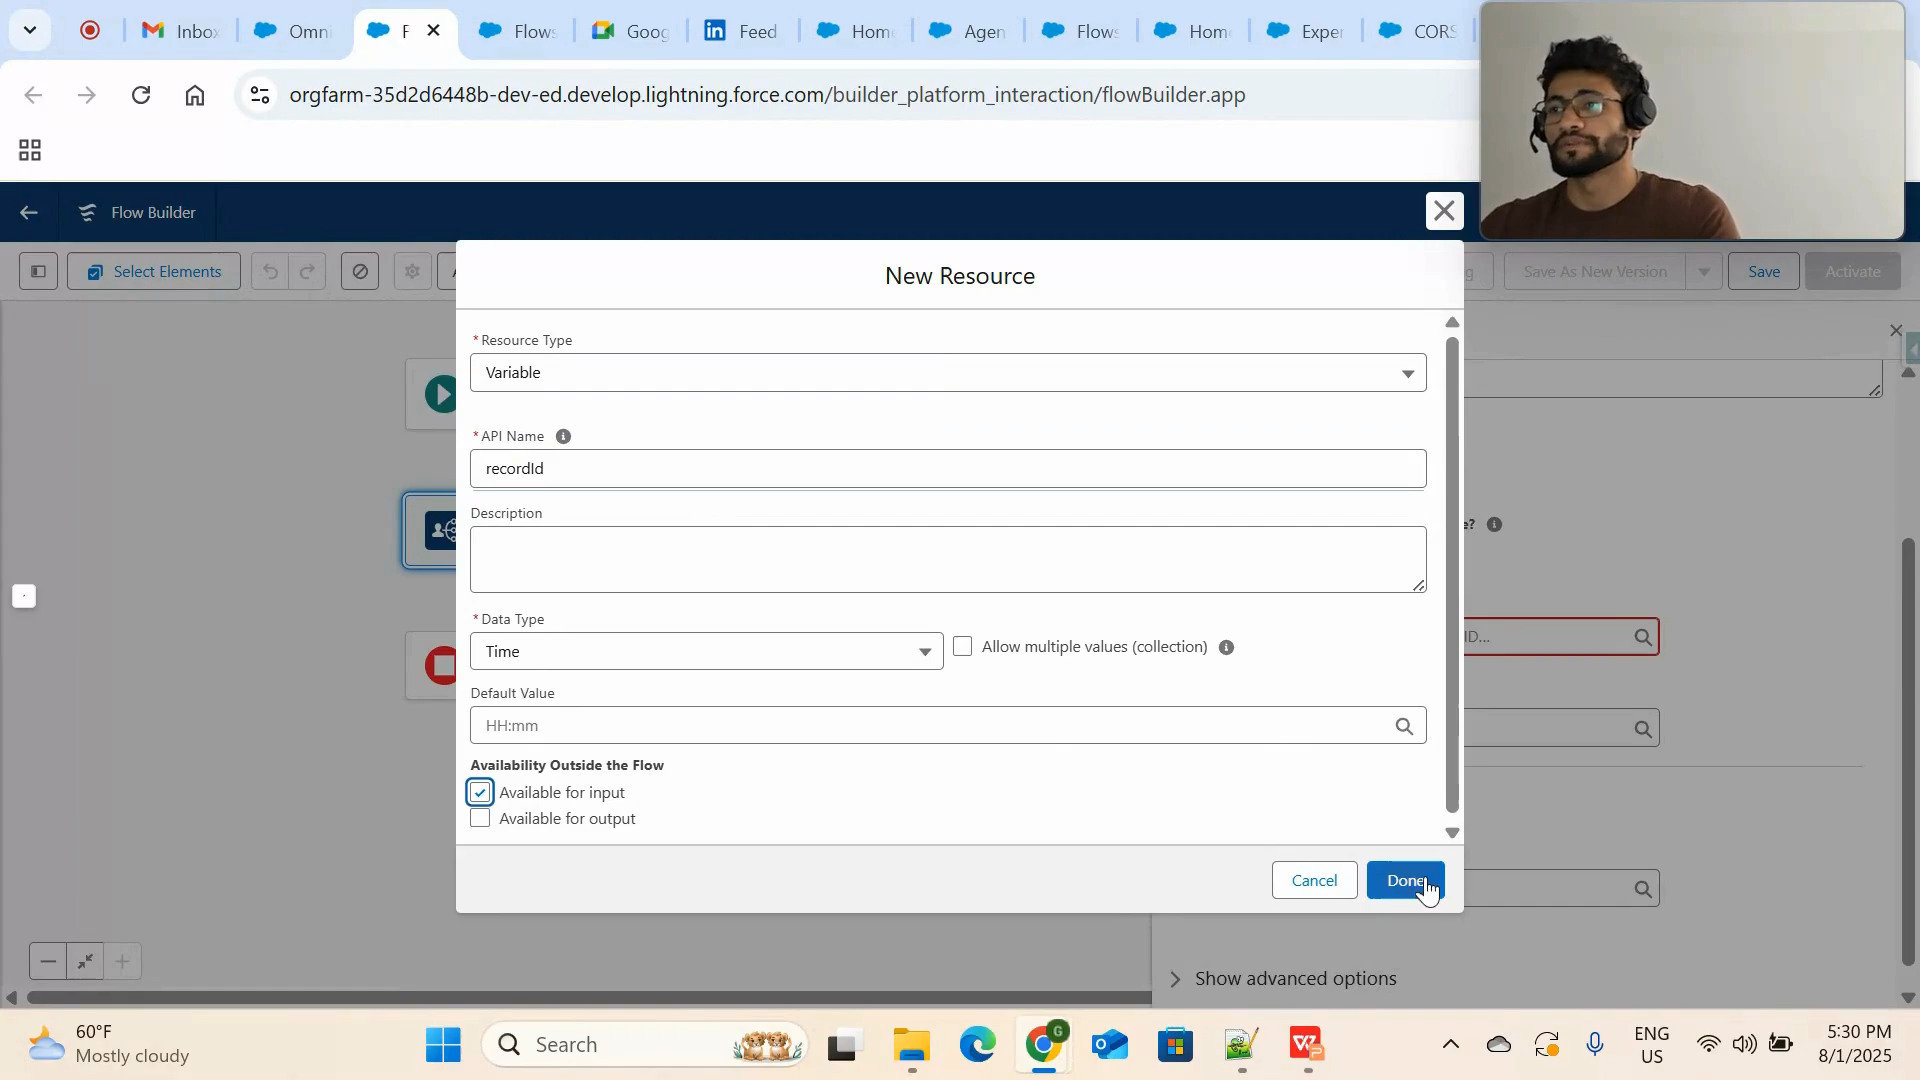 Inbox
Omni
F
Flows
Goog
Feed
Home
Agen
Flows
Home
Exper
CORS
orgfarm-35d2d6448b-dev-ed.develop.lightning.force.com/builder_platform_interaction/flowBuilder.app
Flow Builder
Select Elements
Save As New Version
Save
Activate
New Resource
*Resource Type
Variable
*API Name
recordId
Description
*Data Type
Time
Allow multiple values (collection)
Default Value
HH:mm
Availability Outside the Flow
Available for input
Available for output
Cancel
Done
e?
ID...
Show advanced options
60°F
Mostly cloudy
Search
G
ENG
US
5:30 PM
8/1/2025